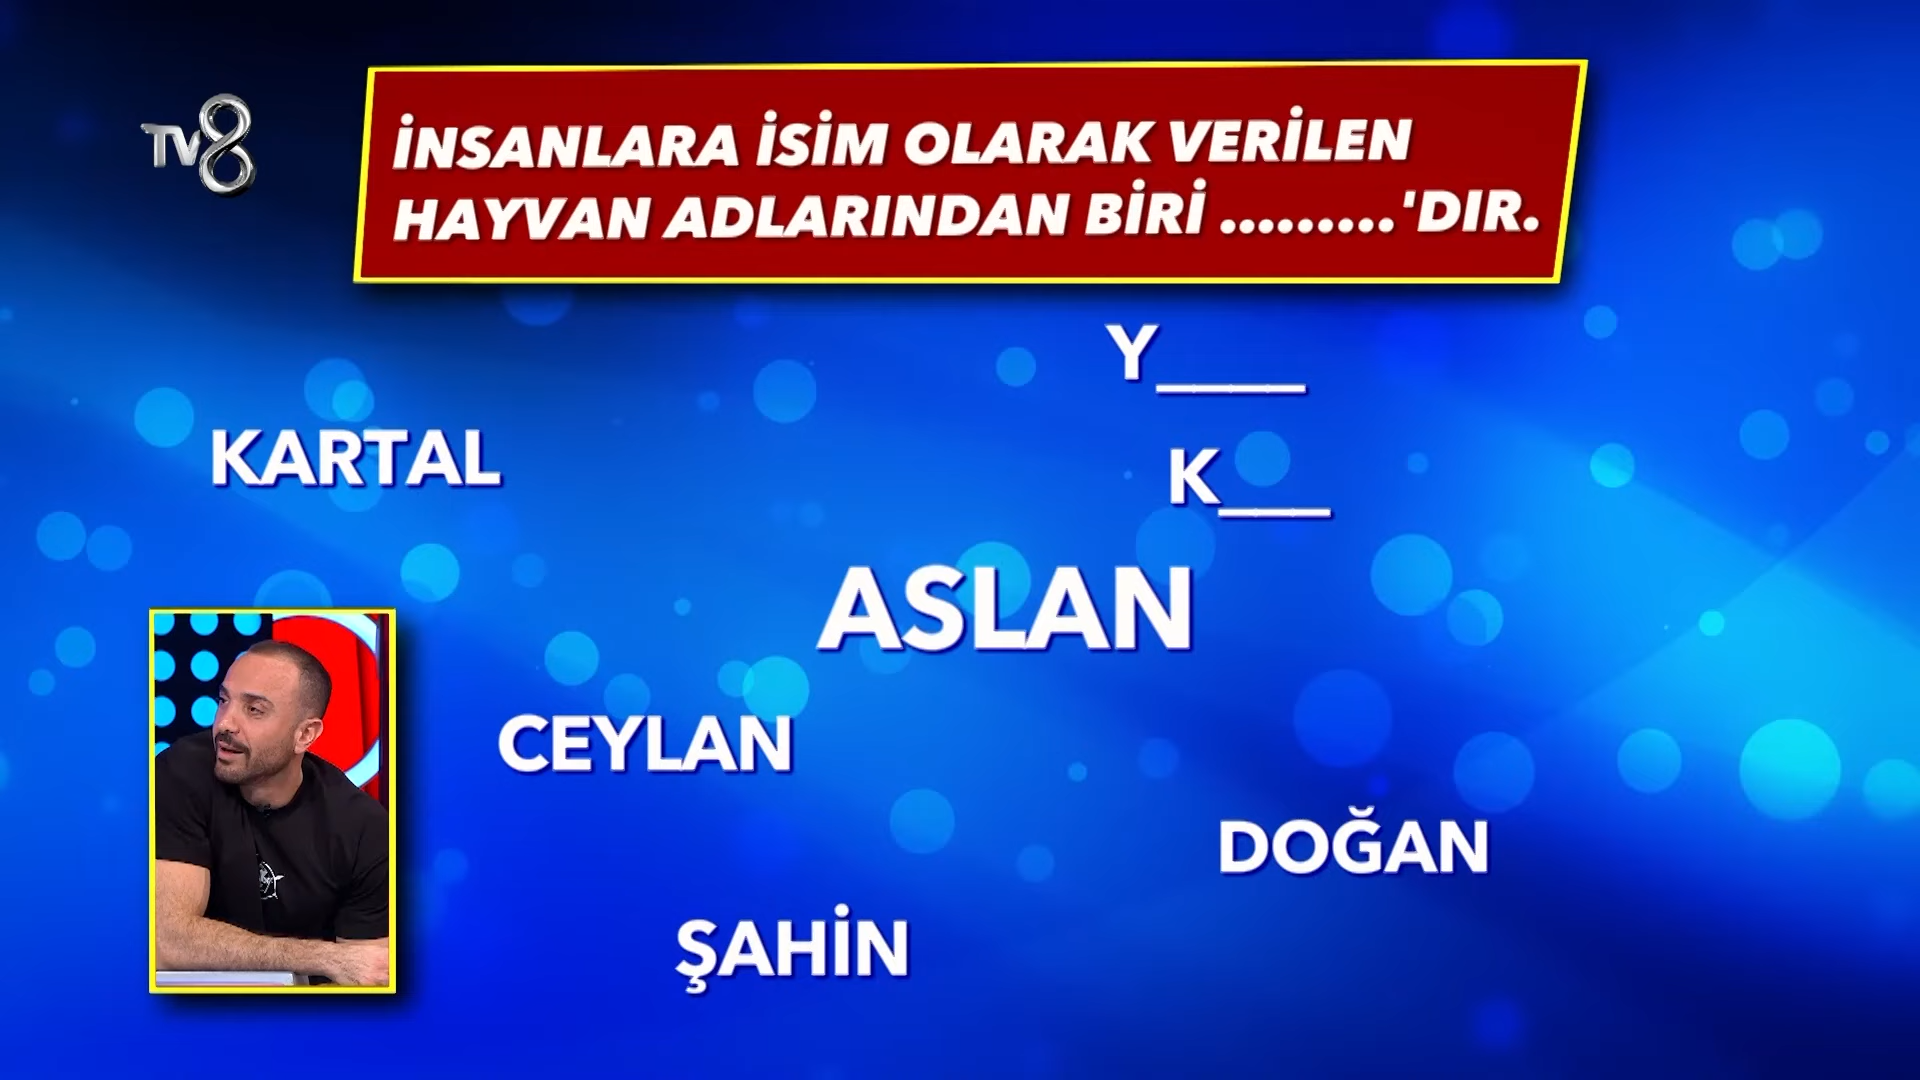 TV8
İNSANLARA İSİM OLARAK VERİLEN
HAYVAN ADLARINDAN BİRİ .........'DIR.
Y____
K___
KARTAL
ASLAN
CEYLAN
DOĞAN
ŞAHİN